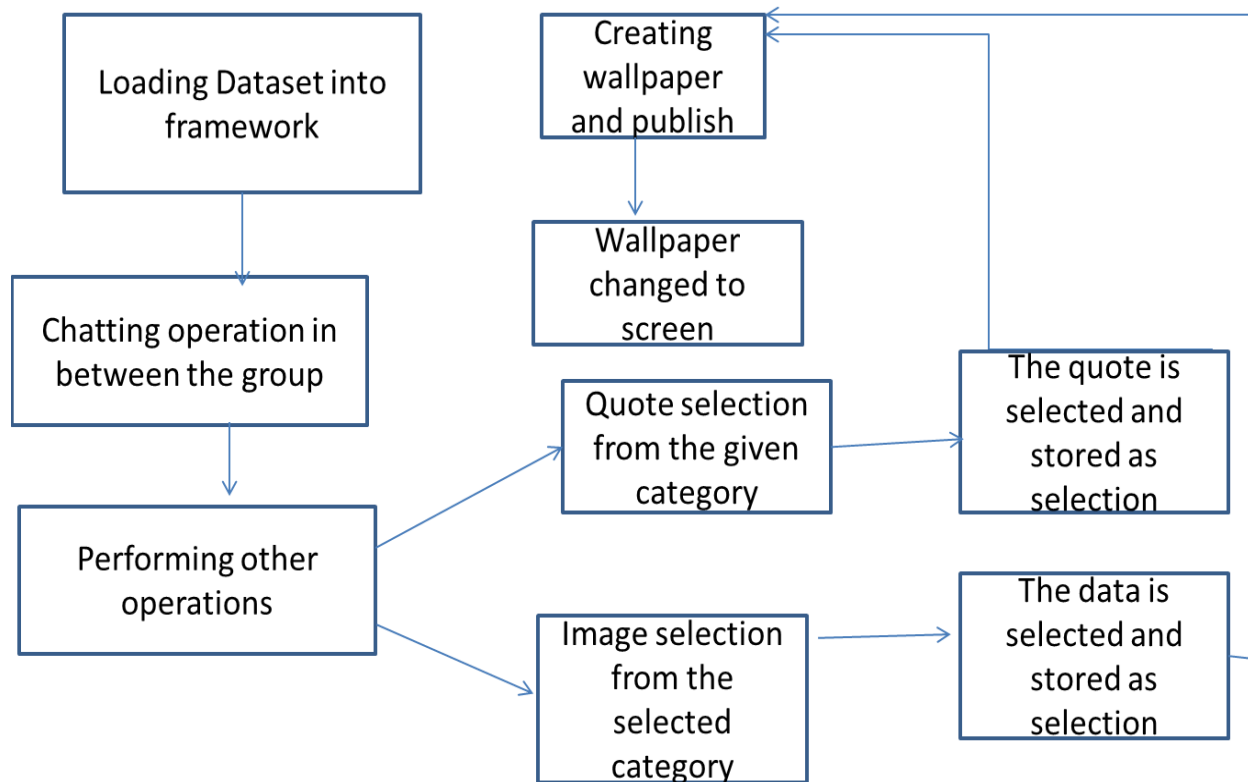 Loading Dataset into
framework
Chatting operation in
between the group
Performing other
operations
Creating
wallpaper
and publish
Wallpaper
changed to
screen
Quote selection
from the given
category
Image selection
from the
selected
category
The quote is
selected and
stored as
selection
The data is
selected and
stored as
selection